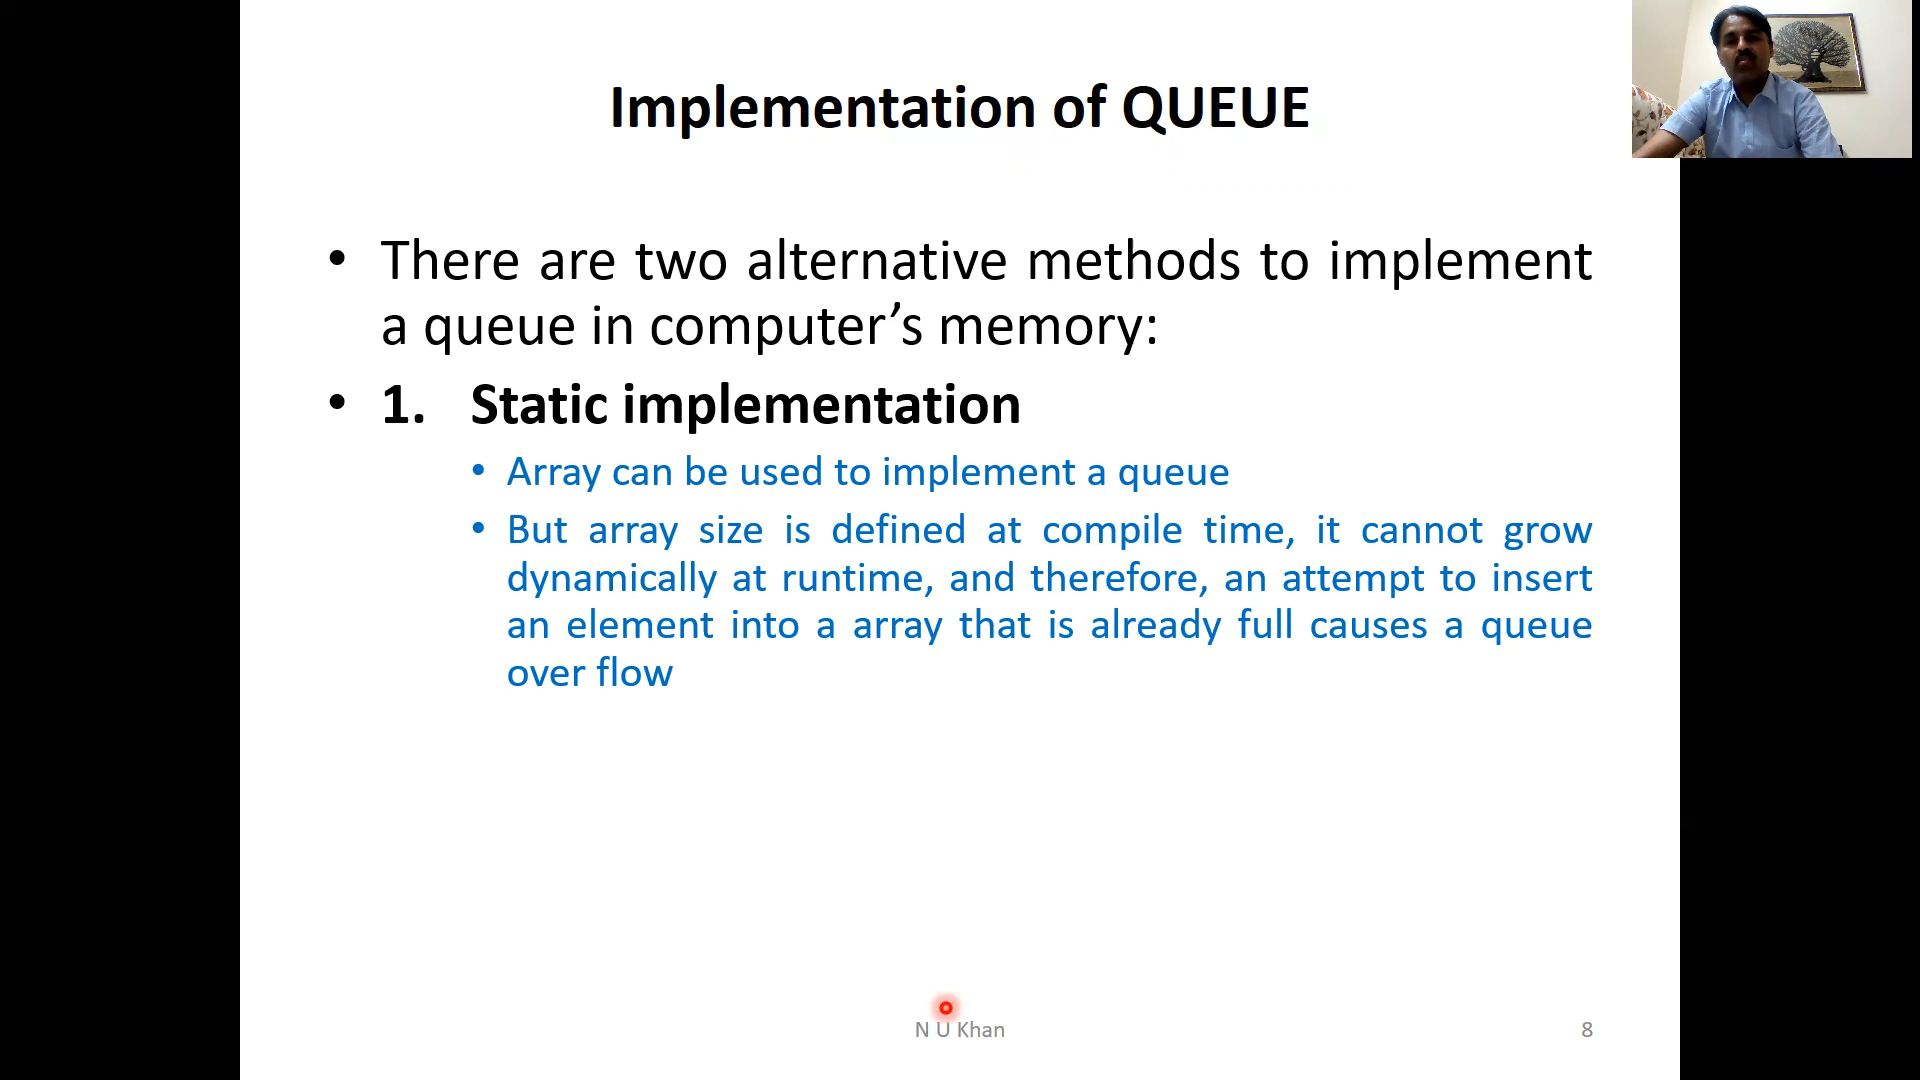 Implementation of QUEUE
• There are two alternative methods to implement
a queue in computer’s memory:
• 1. Static implementation
• Array can be used to implement a queue
• But array size is defined at compile time, it cannot grow
dynamically at runtime, and therefore, an attempt to insert
an element into a array that is already full causes a queue
over flow
N U Khan
8